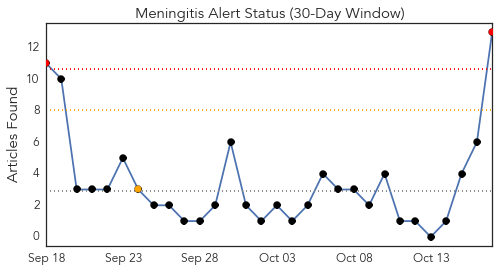 Meningitis Alert Status (30-Day Window)
Articles Found
12
10
8
6
4
2
0
Sep 18 Sep 23 Sep 28 Oct 03 Oct 08 Oct 13